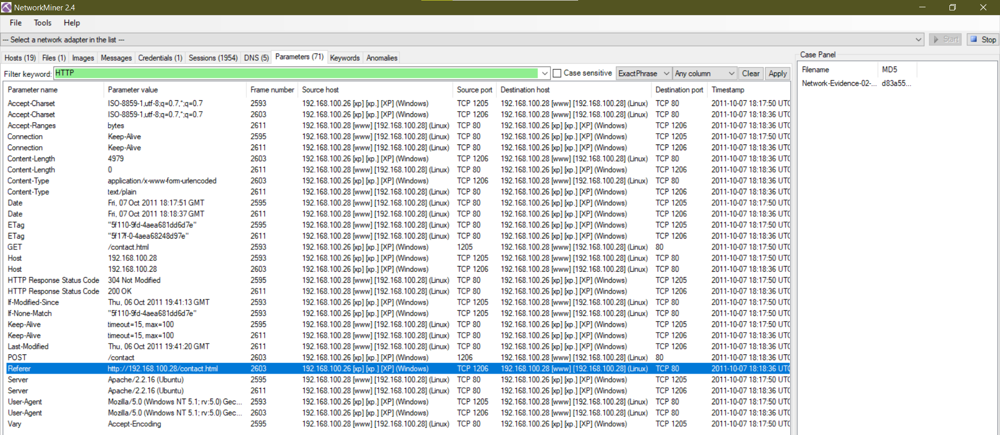 NetworkMiner 2.4
File Tools Help
--- Select a network adapter in the list --- Start Stop
Hosts (19) Files (1) Images Messages Credentials (1) Sessions (1954) DNS (5) Parameters (71) Keywords Anomalies Case Panel
Filter keyword: HTTP Case sensitive ExactPhrase Any column Clear Apply Filename MD5
Network-Evidence-02-... d83a55...
Parameter name Parameter value Frame number Source host Source port Destination host Destination port Timestamp
Accept-Charset ISO-8859-1,utf-8;q=0.7,*;q=0.7 2593 192.168.100.26 [xp] [xp.] [XP] (Windows) TCP 1205 192.168.100.28 [www] [192.168.100.28] (Linux) TCP 80 2011-10-07 18:17:50 UTC
Accept-Charset ISO-8859-1,utf-8;q=0.7,*;q=0.7 2603 192.168.100.26 [xp] [xp.] [XP] (Windows) TCP 1206 192.168.100.28 [www] [192.168.100.28] (Linux) TCP 80 2011-10-07 18:18:36 UTC
Accept-Ranges bytes 2611 192.168.100.28 [www] [192.168.100.28] (Linux) TCP 80 192.168.100.26 [xp] [xp.] [XP] (Windows) TCP 1206 2011-10-07 18:18:36 UTC
Connection Keep-Alive 2595 192.168.100.28 [www] [192.168.100.28] (Linux) TCP 80 192.168.100.26 [xp] [xp.] [XP] (Windows) TCP 1205 2011-10-07 18:17:50 UTC
Connection Keep-Alive 2611 192.168.100.28 [www] [192.168.100.28] (Linux) TCP 80 192.168.100.26 [xp] [xp.] [XP] (Windows) TCP 1206 2011-10-07 18:18:36 UTC
Content-Length 4979 2603 192.168.100.26 [xp] [xp.] [XP] (Windows) TCP 1206 192.168.100.28 [www] [192.168.100.28] (Linux) TCP 80 2011-10-07 18:18:36 UTC
Content-Length 0 2611 192.168.100.28 [www] [192.168.100.28] (Linux) TCP 80 192.168.100.26 [xp] [xp.] [XP] (Windows) TCP 1206 2011-10-07 18:18:36 UTC
Content-Type application/x-www-form-urlencoded 2603 192.168.100.26 [xp] [xp.] [XP] (Windows) TCP 1206 192.168.100.28 [www] [192.168.100.28] (Linux) TCP 80 2011-10-07 18:18:36 UTC
Content-Type text/plain 2611 192.168.100.28 [www] [192.168.100.28] (Linux) TCP 80 192.168.100.26 [xp] [xp.] [XP] (Windows) TCP 1206 2011-10-07 18:18:36 UTC
Date Fri, 07 Oct 2011 18:17:51 GMT 2595 192.168.100.28 [www] [192.168.100.28] (Linux) TCP 80 192.168.100.26 [xp] [xp.] [XP] (Windows) TCP 1205 2011-10-07 18:17:50 UTC
Date Fri, 07 Oct 2011 18:18:37 GMT 2611 192.168.100.28 [www] [192.168.100.28] (Linux) TCP 80 192.168.100.26 [xp] [xp.] [XP] (Windows) TCP 1206 2011-10-07 18:18:36 UTC
ETag "5f110-9fd-4aea681dd6d7e" 2595 192.168.100.28 [www] [192.168.100.28] (Linux) TCP 80 192.168.100.26 [xp] [xp.] [XP] (Windows) TCP 1205 2011-10-07 18:17:50 UTC
ETag "5f17f-0-4aea68248d97e" 2611 192.168.100.28 [www] [192.168.100.28] (Linux) TCP 80 192.168.100.26 [xp] [xp.] [XP] (Windows) TCP 1206 2011-10-07 18:18:36 UTC
GET /contact.html 2593 192.168.100.26 [xp] [xp.] [XP] (Windows) 1205 192.168.100.28 [www] [192.168.100.28] (Linux) 80 2011-10-07 18:17:50 UTC
Host 192.168.100.28 2593 192.168.100.26 [xp] [xp.] [XP] (Windows) TCP 1205 192.168.100.28 [www] [192.168.100.28] (Linux) TCP 80 2011-10-07 18:17:50 UTC
Host 192.168.100.28 2603 192.168.100.26 [xp] [xp.] [XP] (Windows) TCP 1206 192.168.100.28 [www] [192.168.100.28] (Linux) TCP 80 2011-10-07 18:18:36 UTC
HTTP Response Status Code 304 Not Modified 2595 192.168.100.28 [www] [192.168.100.28] (Linux) TCP 80 192.168.100.26 [xp] [xp.] [XP] (Windows) TCP 1205 2011-10-07 18:17:50 UTC
HTTP Response Status Code 200 OK 2611 192.168.100.28 [www] [192.168.100.28] (Linux) TCP 80 192.168.100.26 [xp] [xp.] [XP] (Windows) TCP 1206 2011-10-07 18:18:36 UTC
If-Modified-Since Thu, 06 Oct 2011 19:41:13 GMT 2593 192.168.100.26 [xp] [xp.] [XP] (Windows) TCP 1205 192.168.100.28 [www] [192.168.100.28] (Linux) TCP 80 2011-10-07 18:17:50 UTC
If-None-Match "5f110-9fd-4aea681dd6d7e" 2593 192.168.100.26 [xp] [xp.] [XP] (Windows) TCP 1205 192.168.100.28 [www] [192.168.100.28] (Linux) TCP 80 2011-10-07 18:17:50 UTC
Keep-Alive timeout=15, max=100 2595 192.168.100.28 [www] [192.168.100.28] (Linux) TCP 80 192.168.100.26 [xp] [xp.] [XP] (Windows) TCP 1205 2011-10-07 18:17:50 UTC
Keep-Alive timeout=15, max=100 2611 192.168.100.28 [www] [192.168.100.28] (Linux) TCP 80 192.168.100.26 [xp] [xp.] [XP] (Windows) TCP 1206 2011-10-07 18:18:36 UTC
Last-Modified Thu, 06 Oct 2011 19:41:20 GMT 2611 192.168.100.28 [www] [192.168.100.28] (Linux) TCP 80 192.168.100.26 [xp] [xp.] [XP] (Windows) TCP 1206 2011-10-07 18:18:36 UTC
POST /contact 2603 192.168.100.26 [xp] [xp.] [XP] (Windows) 1206 192.168.100.28 [www] [192.168.100.28] (Linux) 80 2011-10-07 18:18:36 UTC
Referer http://192.168.100.28/contact.html 2603 192.168.100.26 [xp] [xp.] [XP] (Windows) TCP 1206 192.168.100.28 [www] [192.168.100.28] (Linux) TCP 80 2011-10-07 18:18:36 UTC
Server Apache/2.2.16 (Ubuntu) 2595 192.168.100.28 [www] [192.168.100.28] (Linux) TCP 80 192.168.100.26 [xp] [xp.] [XP] (Windows) TCP 1205 2011-10-07 18:17:50 UTC
Server Apache/2.2.16 (Ubuntu) 2611 192.168.100.28 [www] [192.168.100.28] (Linux) TCP 80 192.168.100.26 [xp] [xp.] [XP] (Windows) TCP 1206 2011-10-07 18:18:36 UTC
User-Agent Mozilla/5.0 (Windows NT 5.1; rv:5.0) Gec... 2593 192.168.100.26 [xp] [xp.] [XP] (Windows) TCP 1205 192.168.100.28 [www] [192.168.100.28] (Linux) TCP 80 2011-10-07 18:17:50 UTC
User-Agent Mozilla/5.0 (Windows NT 5.1; rv:5.0) Gec... 2603 192.168.100.26 [xp] [xp.] [XP] (Windows) TCP 1206 192.168.100.28 [www] [192.168.100.28] (Linux) TCP 80 2011-10-07 18:18:36 UTC
Vary Accept-Encoding 2595 192.168.100.28 [www] [192.168.100.28] (Linux) TCP 80 192.168.100.26 [xp] [xp.] [XP] (Windows) TCP 1205 2011-10-07 18:17:50 UTC